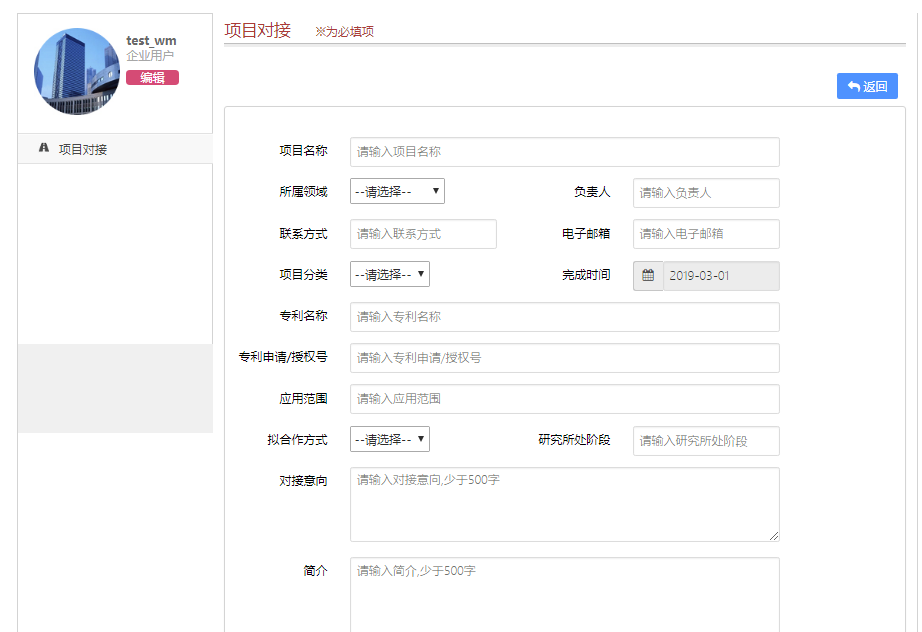 test_wm
企业用户
编辑
项目对接
项目对接 ※为必填项
返回
项目名称 请输入项目名称
所属领域 --请选择-- 负责人 请输入负责人
联系方式 请输入联系方式 电子邮箱 请输入电子邮箱
项目分类 --请选择-- 完成时间 2019-03-01
专利名称 请输入专利名称
专利申请/授权号 请输入专利申请/授权号
应用范围 请输入应用范围
拟合作方式 --请选择-- 研究所处阶段 请输入研究所处阶段
对接意向 请输入对接意向,少于500字
简介 请输入简介,少于500字